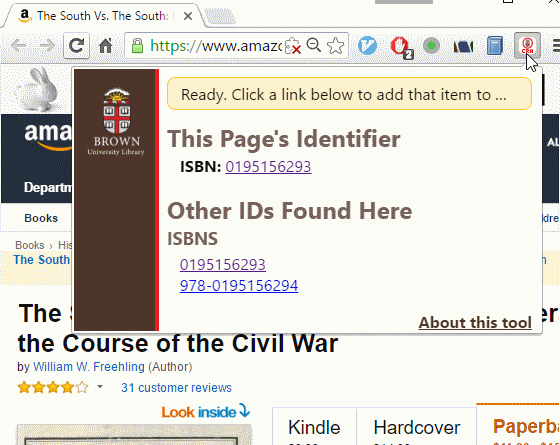 The South Vs. The South:
https://www.amazo
2
CRA
BROWN
University Library
Ready. Click a link below to add that item to ...
This Page's Identifier
ISBN: 0195156293
Other IDs Found Here
ISBNS
0195156293
978-0195156294
About this tool
ama
Departm
Books
Books › His
The South
The
the Course of the Civil War
by William W. Freehling (Author)
31 customer reviews
Look inside
Kindle
Hardcover
Paperba